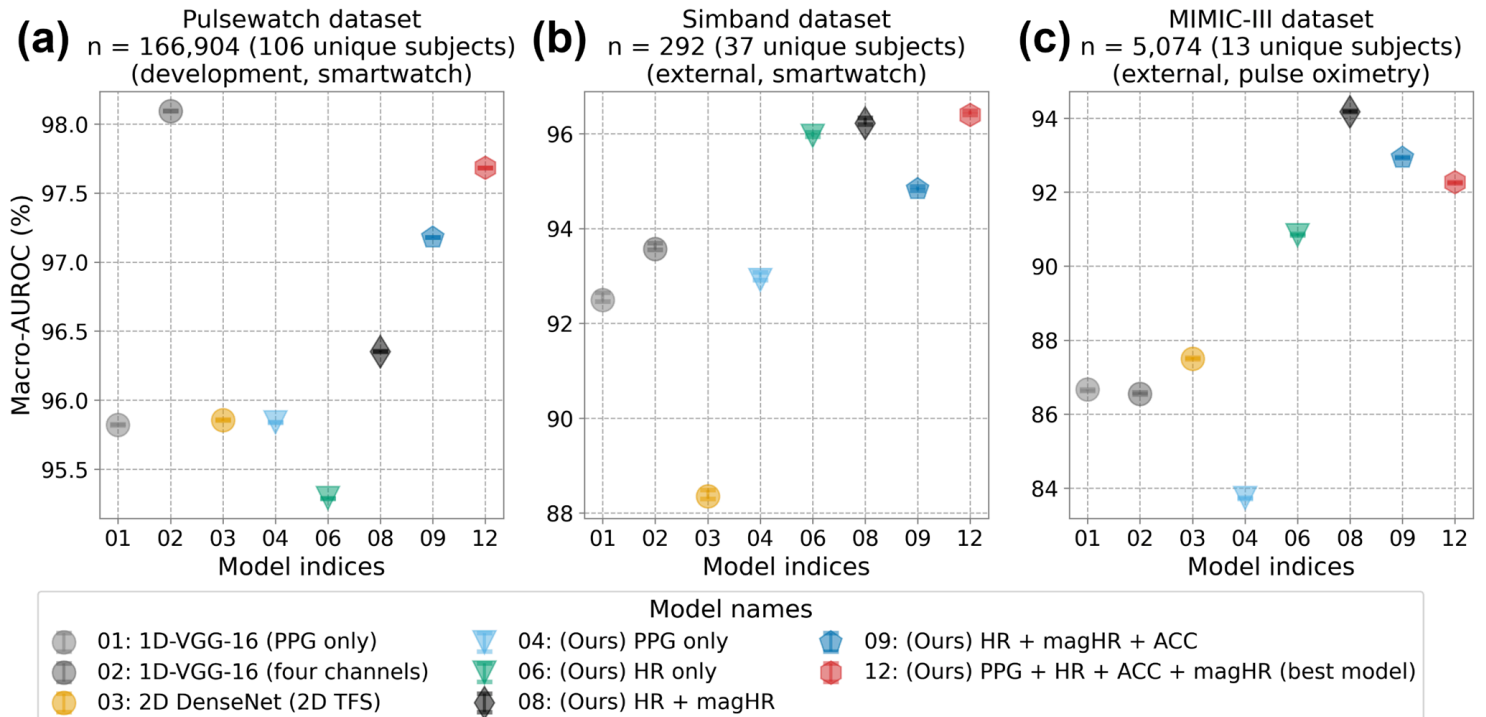 (a)
Pulsewatch dataset
n = 166,904 (106 unique subjects)
(development, smartwatch)
Macro-AUROC (%)
98.0
97.5
97.0
96.5
96.0
95.5
01 02 03 04 06 08 09 12
Model indices
(b)
Simband dataset
n = 292 (37 unique subjects)
(external, smartwatch)
96
94
92
90
88
01 02 03 04 06 08 09 12
Model indices
(c)
MIMIC-III dataset
n = 5,074 (13 unique subjects)
(external, pulse oximetry)
94
92
90
88
86
84
01 02 03 04 06 08 09 12
Model indices
Model names
01: 1D-VGG-16 (PPG only)
02: 1D-VGG-16 (four channels)
03: 2D DenseNet (2D TFS)
04: (Ours) PPG only
06: (Ours) HR only
08: (Ours) HR + magHR
09: (Ours) HR + magHR + ACC
12: (Ours) PPG + HR + ACC + magHR (best model)